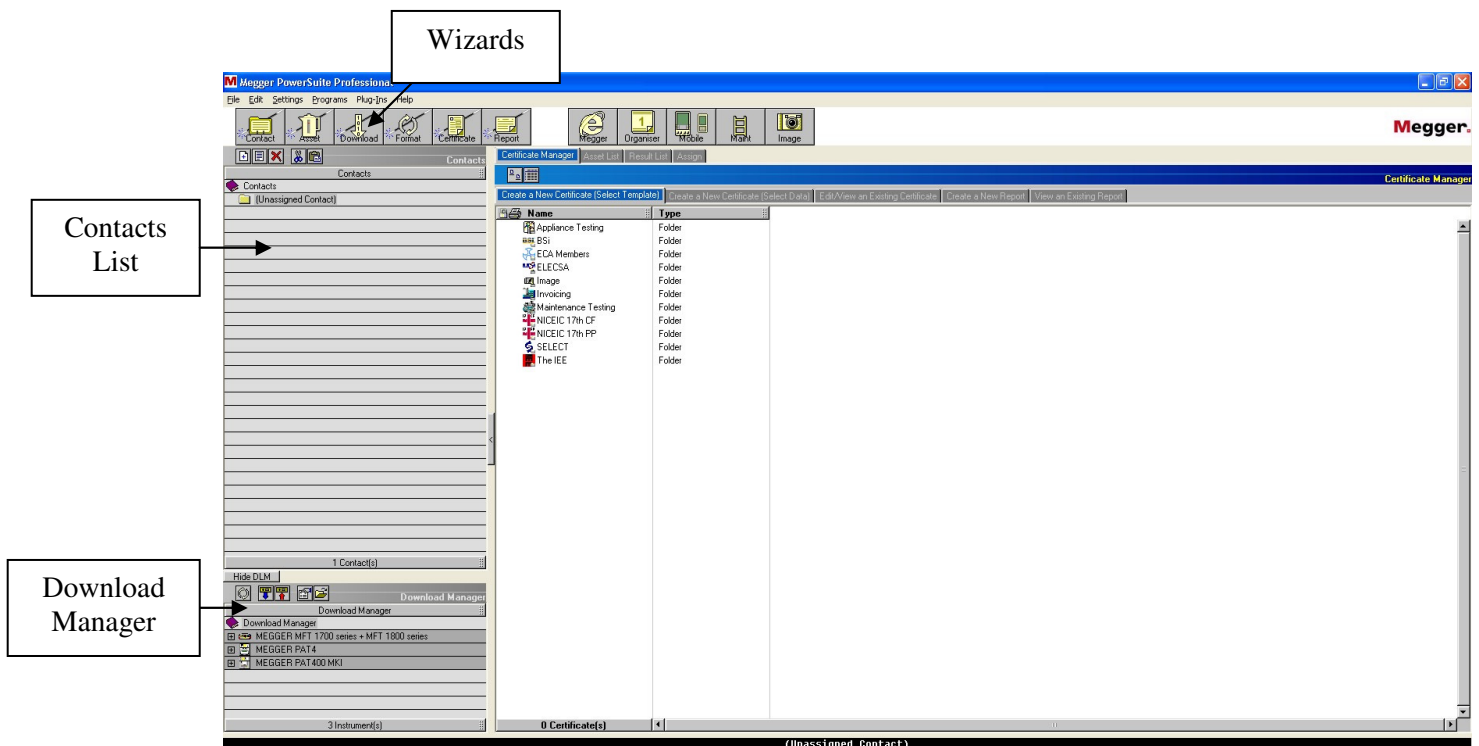 Wizards
Megger PowerSuite Professional
File Edit Settings Programs Plug-Ins Help
Contact Asset Download Format Certificate Report Megger Organiser Mobile Maint Image
Megger.
Contacts
Certificate Manager Asset List Result List Assign
Contacts
Certificate Manager
Contacts
(Unassigned Contact)
Create a New Certificate (Select Template) Create a New Certificate (Select Data) Edit/View an Existing Certificate Create a New Report View an Existing Report
Name Type
Appliance Testing Folder
BSi Folder
ECA Members Folder
ELECSA Folder
Image Folder
Invoicing Folder
Maintenance Testing Folder
NICEIC 17th CF Folder
NICEIC 17th PP Folder
SELECT Folder
The IEE Folder
Contacts
List
1 Contact(s)
Hide DLM
Download Manager
Download Manager
Download Manager
MEGGER MFT 1700 series + MFT 1800 series
MEGGER PAT4
MEGGER PAT400 MKI
Download
Manager
3 Instrument(s)
0 Certificate(s)
(Unassigned Contact)